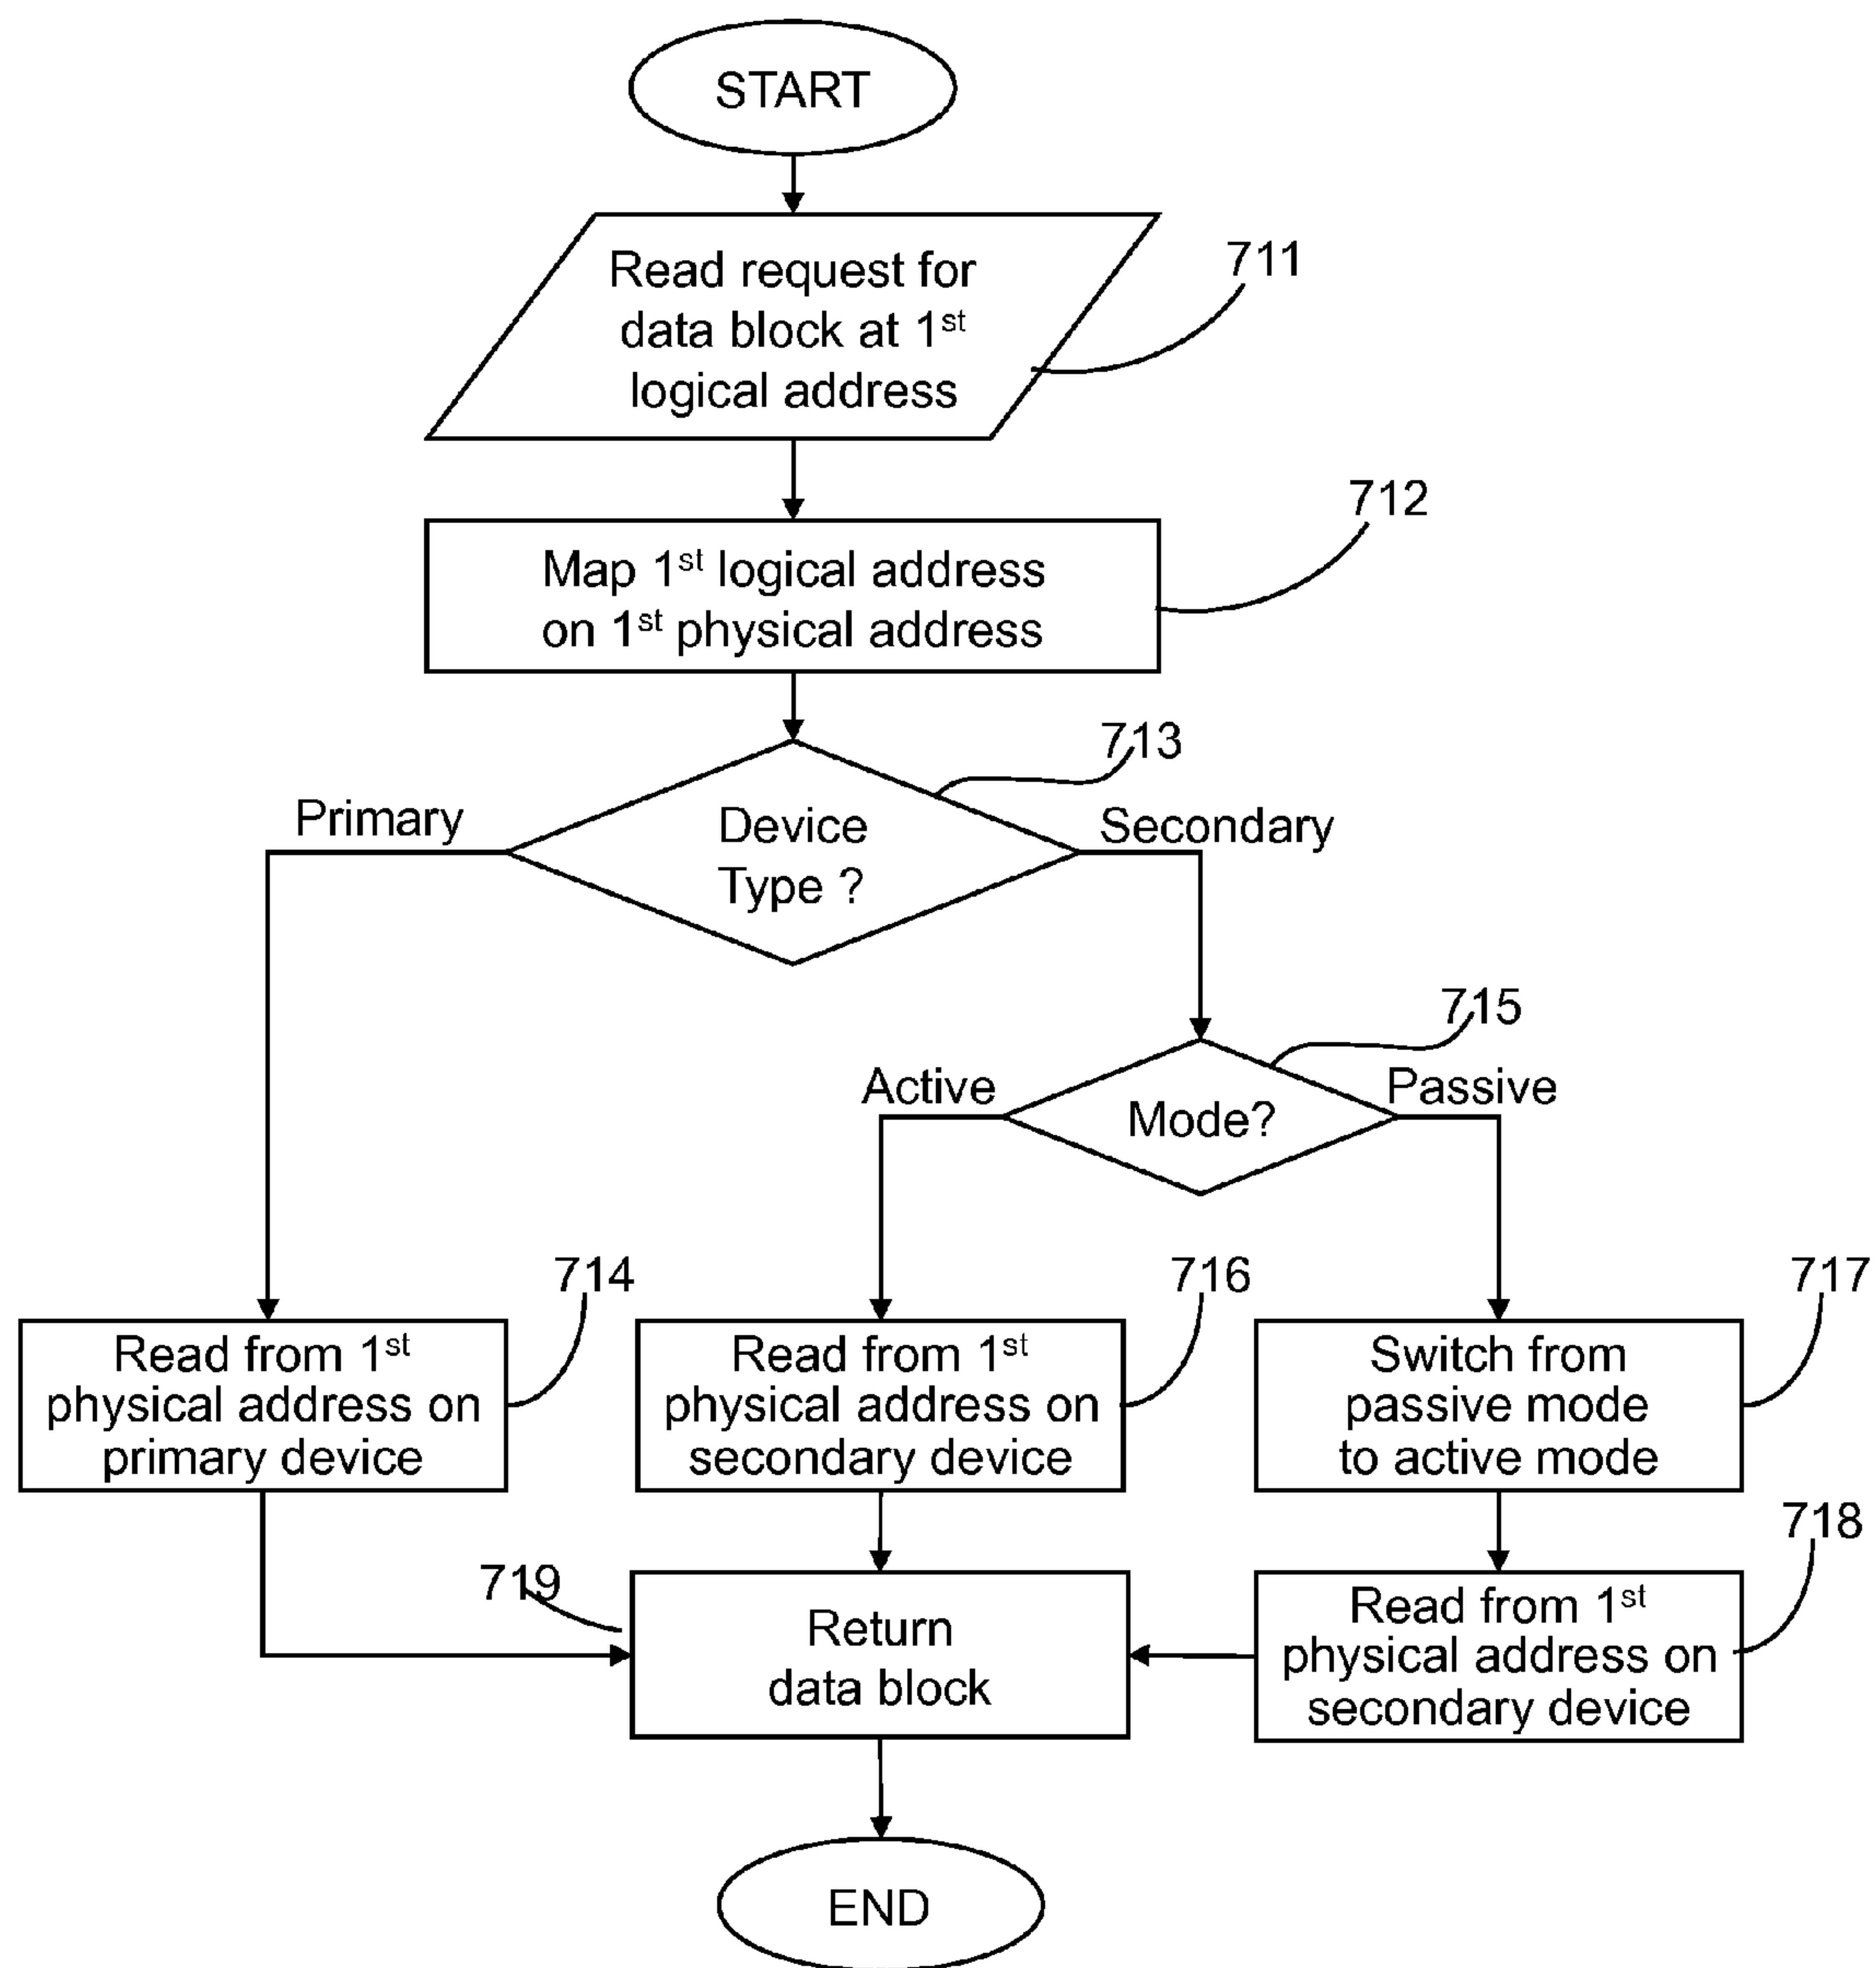 START
Read request for
data block at 1st
logical address
711
Map 1st logical address
on 1st physical address
712
713
Primary
Device
Type ?
Secondary
715
Active
Mode?
Passive
714
Read from 1st
physical address on
primary device
716
Read from 1st
physical address on
secondary device
717
Switch from
passive mode
to active mode
719
Return
data block
718
Read from 1st
physical address on
secondary device
END